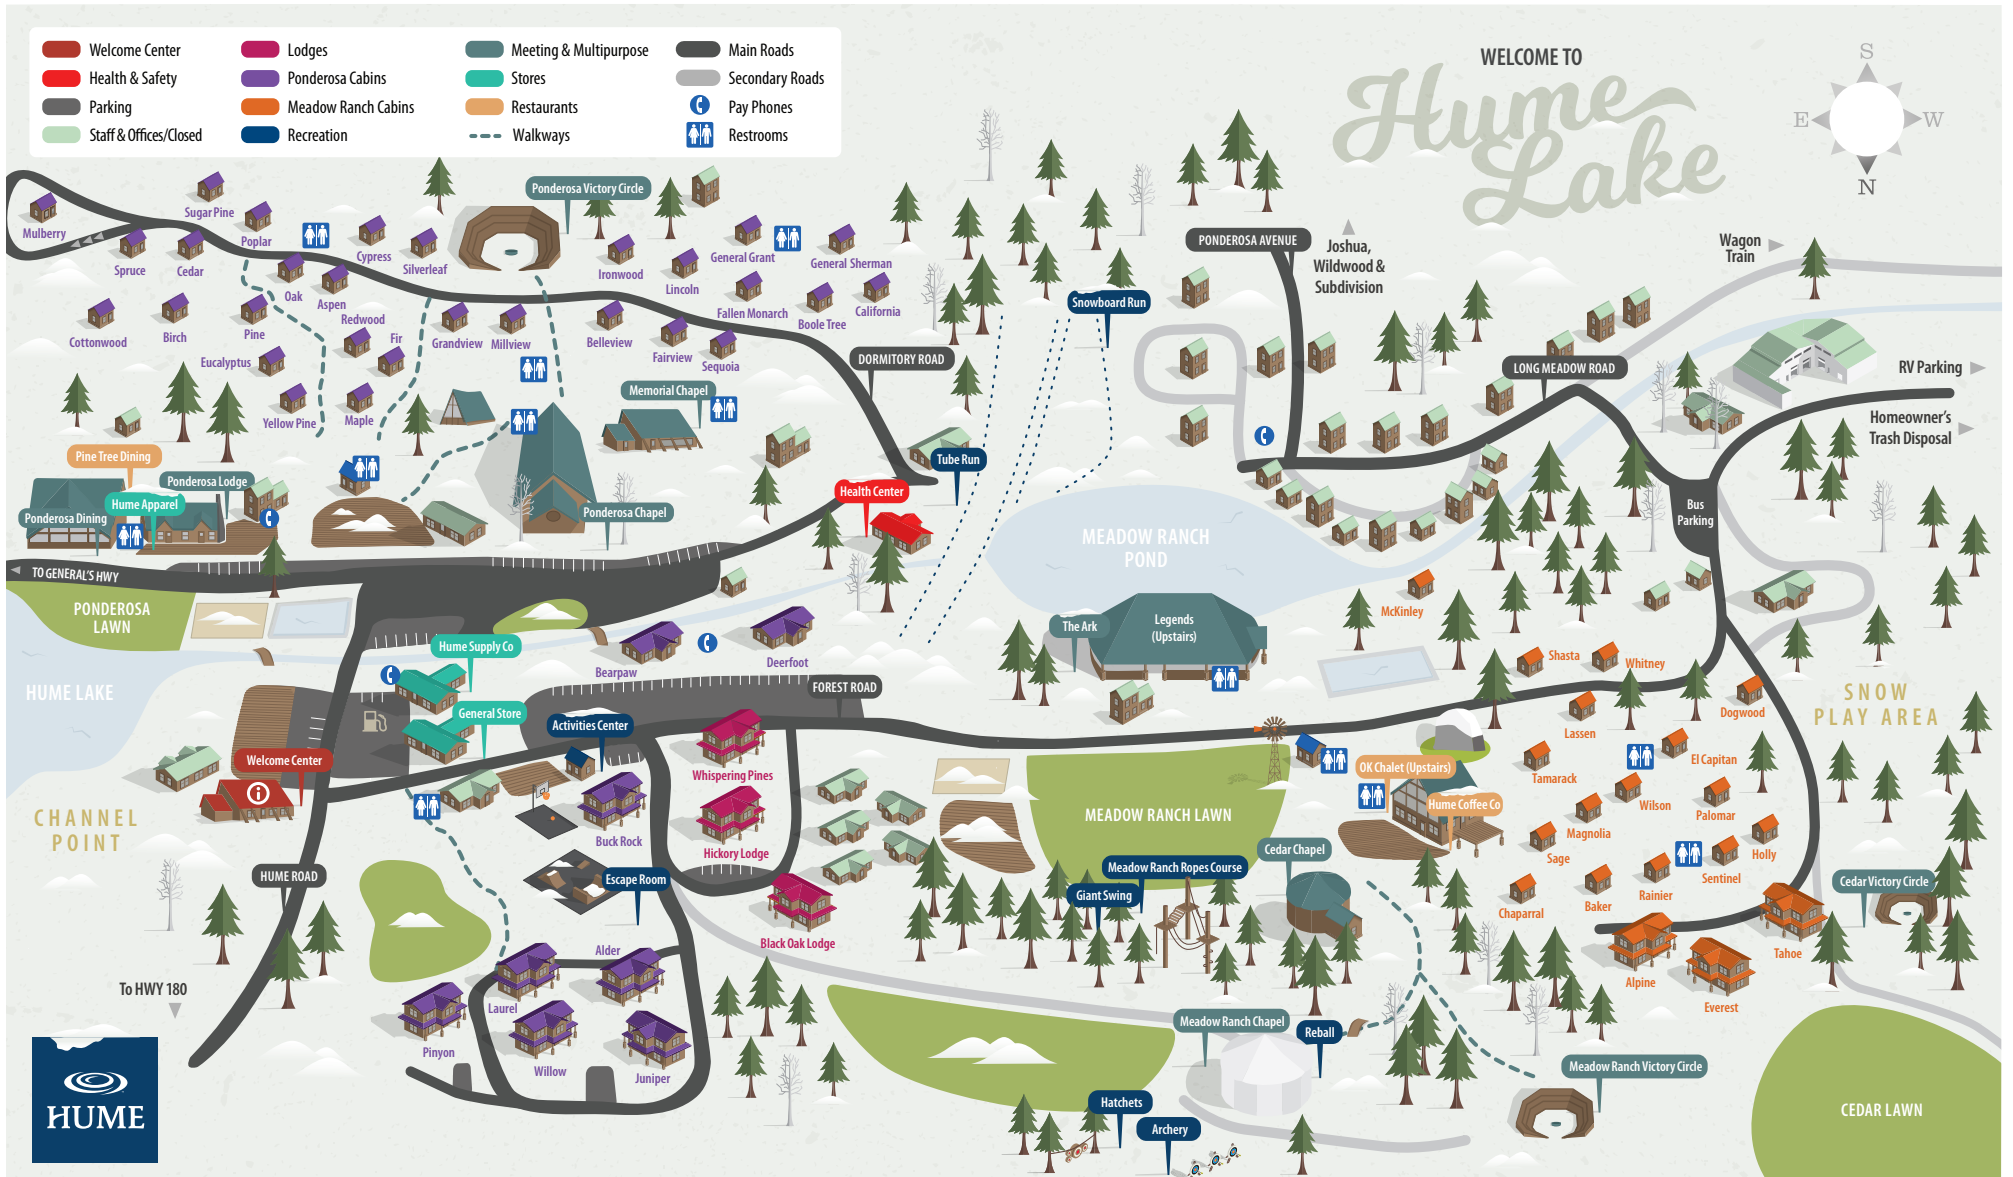 Welcome Center
Health & Safety
Parking
Staff & Offices/Closed
Lodges
Ponderosa Cabins
Meadow Ranch Cabins
Recreation
Meeting & Multipurpose
Stores
Restaurants
Walkways
Main Roads
Secondary Roads
Pay Phones
Restrooms
WELCOME TO
Hume
Lake
S
E
W
N
Mulberry
Sugar Pine
Poplar
Spruce
Cedar
Cypress
Silverleaf
Ponderosa Victory Circle
Oak
Aspen
Redwood
Cottonwood
Birch
Pine
Fir
Eucalyptus
Grandview
Millview
Yellow Pine
Maple
Ironwood
Lincoln
General Grant
General Sherman
Fallen Monarch
Boole Tree
California
Belleview
Fairview
Sequoia
DORMITORY ROAD
Memorial Chapel
Snowboard Run
Tube Run
PONDEROSA AVENUE
Joshua,
Wildwood &
Subdivision
Wagon
Train
LONG MEADOW ROAD
RV Parking
Homeowner's
Trash Disposal
Bus
Parking
Pine Tree Dining
Ponderosa Lodge
Hume Apparel
Ponderosa Dining
Ponderosa Chapel
Health Center
MEADOW RANCH
POND
TO GENERAL'S HWY
PONDEROSA
LAWN
HUME LAKE
Hume Supply Co
General Store
Bearpaw
Deerfoot
FOREST ROAD
The Ark
Legends
(Upstairs)
McKinley
Shasta
Whitney
Lassen
Dogwood
SNOW
PLAY AREA
Welcome Center
Activities Center
Whispering Pines
Buck Rock
Hickory Lodge
Escape Room
Black Oak Lodge
CHANNEL
POINT
HUME ROAD
To HWY 180
MEADOW RANCH LAWN
OK Chalet (Upstairs)
Hume Coffee Co
Tamarack
El Capitan
Wilson
Magnolia
Palomar
Sage
Holly
Sentinel
Rainier
Baker
Chaparral
Cedar Chapel
Meadow Ranch Ropes Course
Giant Swing
Cedar Victory Circle
Tahoe
Alpine
Everest
Alder
Laurel
Pinyon
Willow
Juniper
Meadow Ranch Chapel
Reball
Meadow Ranch Victory Circle
Hatchets
Archery
CEDAR LAWN
HUME